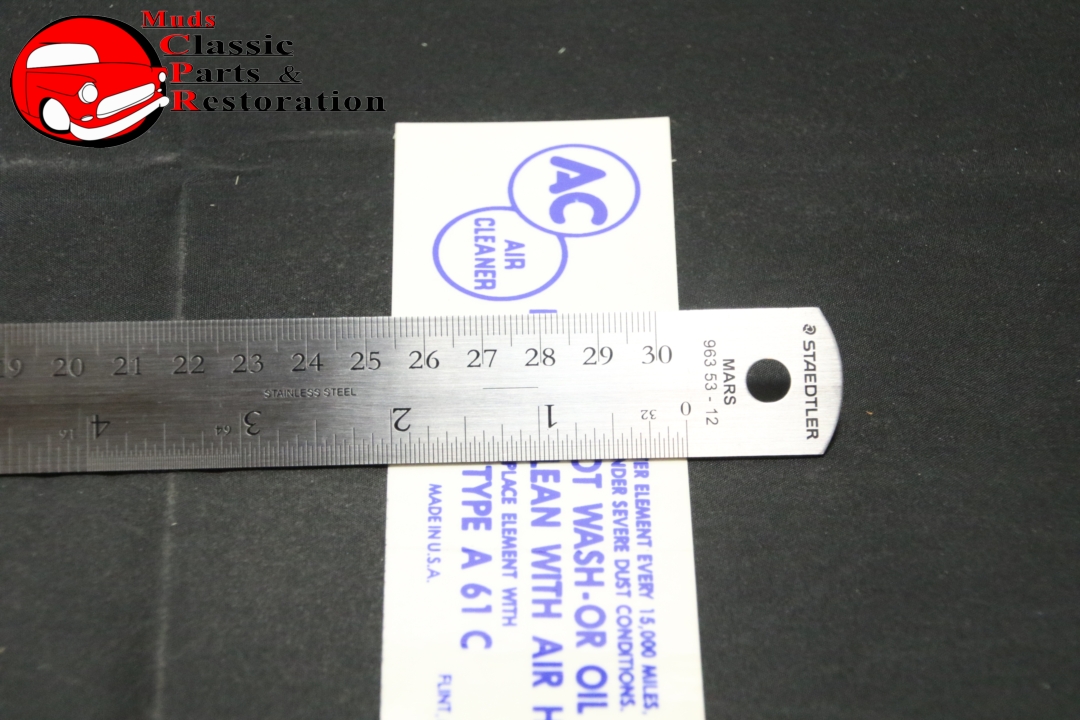 Muds
Classic
Parts &
Restoration
AC
AIR
CLEANER
19 20 21 22 23 24 25 26 27 28 29 30
STAINLESS STEEL
4 3 2 1 0
16 64 32
MARS
963 53 - 12
STAEDTLER
ER ELEMENT EVERY 15,000 MILES.
NDER SEVERE DUST CONDITIONS.
OT WASH-OR OIL
LEAN WITH AIR H
PLACE ELEMENT WITH
TYPE A 61 C
MADE IN U.S.A.
FLINT,